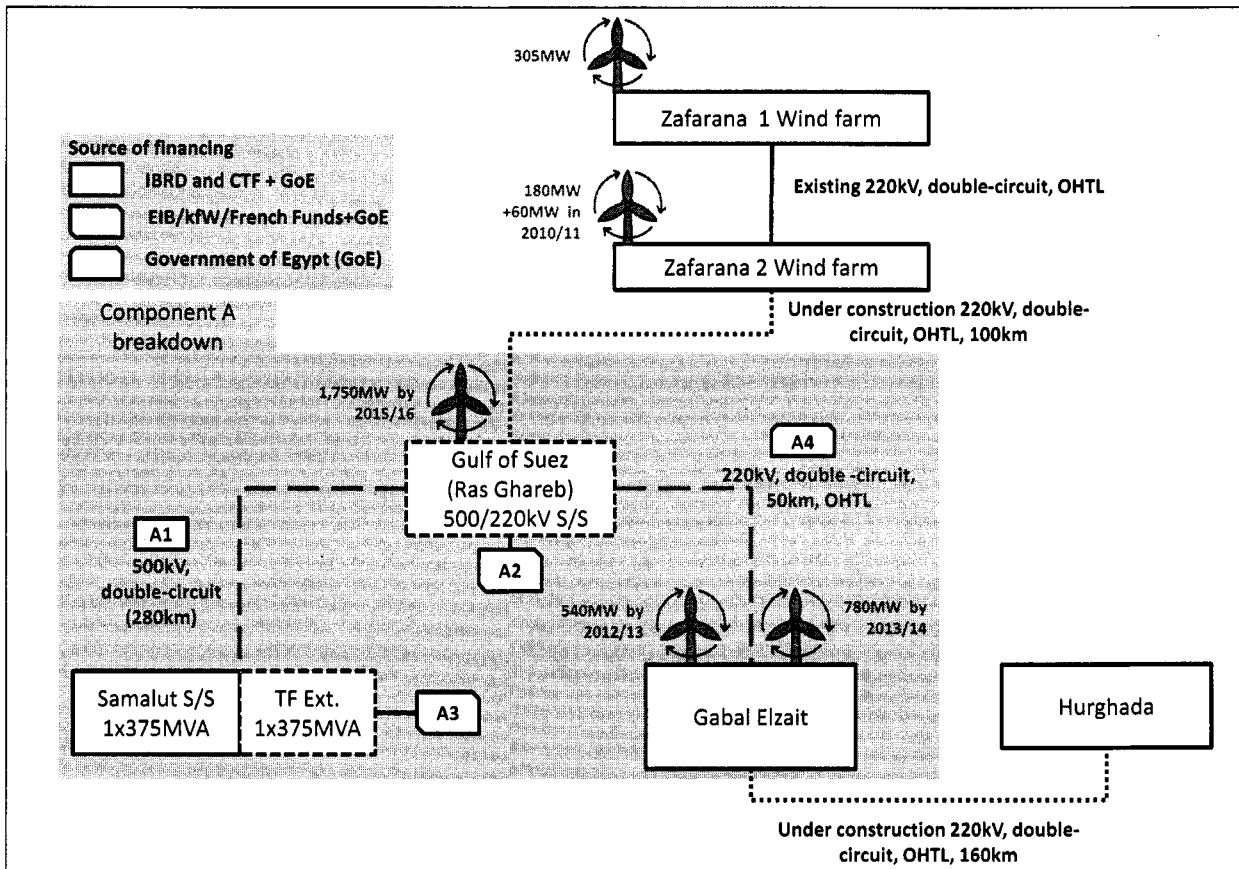 305MW
Zafarana 1 Wind farm
Source of financing
IBRD and CTF + GoE
EIB/kfW/French Funds+GoE
Government of Egypt (GoE)
Existing 220kV, double-circuit, OHTL
180MW
+60MW in
2010/11
Zafarana 2 Wind farm
Under construction 220kV, double-
circuit, OHTL, 100km
Component A
breakdown
1,750MW by
2015/16
Gulf of Suez
(Ras Ghareb)
500/220kV S/S
A4
220kV, double -circuit,
50km, OHTL
A1
500kV,
double-circuit
(280km)
A2
540MW by
2012/13
780MW by
2013/14
Samalut S/S
1x375MVA
TF Ext.
1x375MVA
A3
Gabal Elzait
Hurghada
Under construction 220kV, double-
circuit, OHTL, 160km